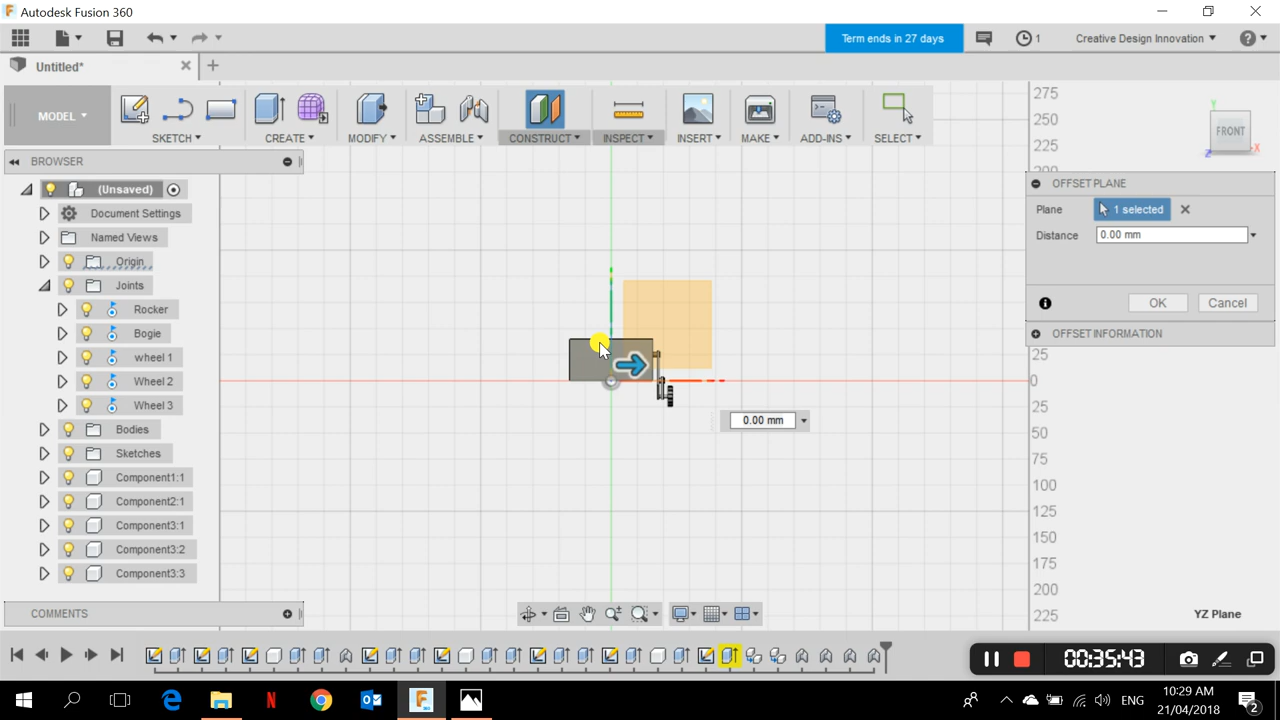 Autodesk Fusion 360
Term ends in 27 days
1
Creative Design Innovation
Untitled*
MODEL
SKETCH
CREATE
MODIFY
ASSEMBLE
CONSTRUCT
INSPECT
INSERT
MAKE
ADD-INS
SELECT
BROWSER
(Unsaved)
Document Settings
Named Views
Origin
Joints
Rocker
Bogie
wheel 1
Wheel 2
Wheel 3
Bodies
Sketches
Component1:1
Component2:1
Component3:1
Component3:2
Component3:3
COMMENTS
275
250
225
200
Y
FRONT
Z
X
OFFSET PLANE
Plane
1 selected
Distance
0.00 mm
OK
Cancel
OFFSET INFORMATION
0.00 mm
25
0
25
50
75
100
125
150
175
200
225
YZ Plane
00:35:43
ENG
10:29 AM
21/04/2018
2